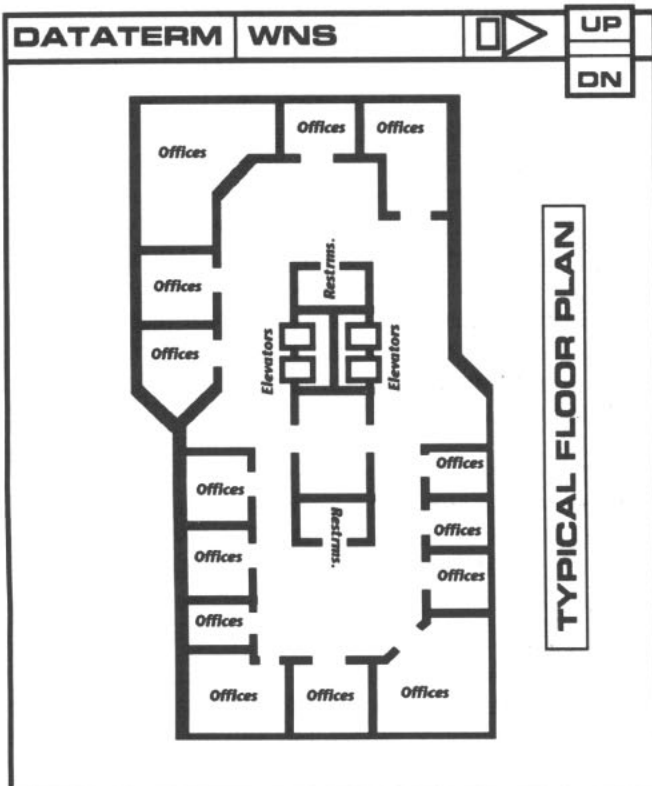 DATATERM WNS
UP
DN
Offices
Offices
Offices
Restrms.
Offices
Elevators
Elevators
Offices
TYPICAL FLOOR PLAN
Offices
Offices
Restrms.
Offices
Offices
Offices
Offices
Offices
Offices
Offices